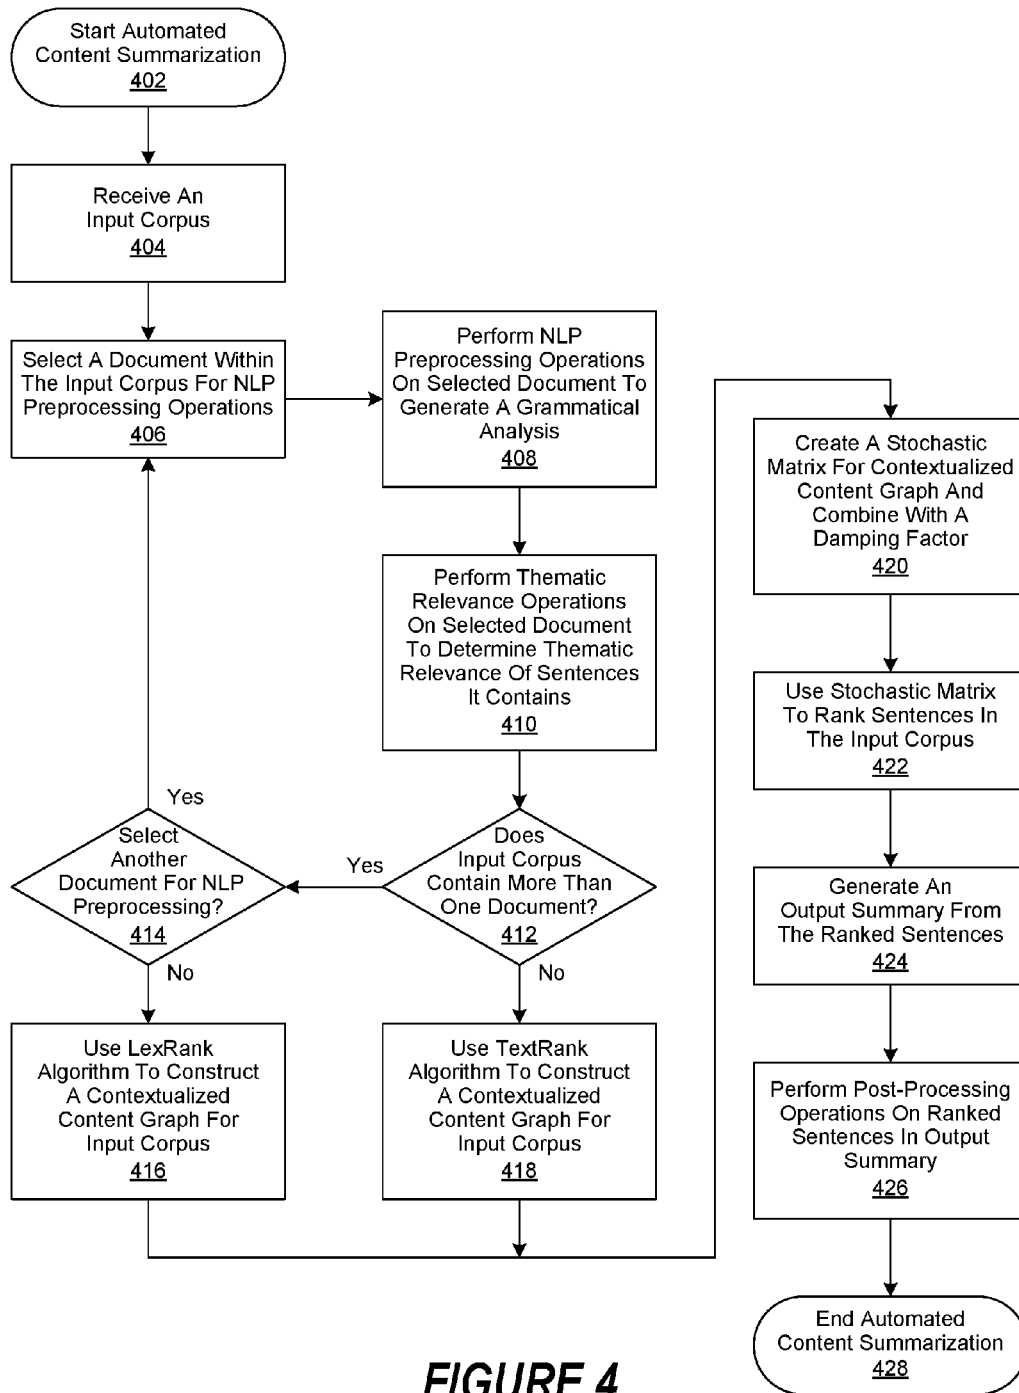 Start Automated
Content Summarization
402
Receive An
Input Corpus
404
Select A Document Within
The Input Corpus For NLP
Preprocessing Operations
406
Perform NLP
Preprocessing Operations
On Selected Document To
Generate A Grammatical
Analysis
408
Perform Thematic
Relevance Operations
On Selected Document
To Determine Thematic
Relevance Of Sentences
It Contains
410
Does
Input Corpus
Contain More Than
One Document?
412
Yes
No
Select
Another
Document For NLP
Preprocessing?
414
Yes
No
Use LexRank
Algorithm To Construct
A Contextualized
Content Graph For
Input Corpus
416
Use TextRank
Algorithm To Construct
A Contextualized
Content Graph For
Input Corpus
418
Create A Stochastic
Matrix For Contextualized
Content Graph And
Combine With A
Damping Factor
420
Use Stochastic Matrix
To Rank Sentences In
The Input Corpus
422
Generate An
Output Summary From
The Ranked Sentences
424
Perform Post-Processing
Operations On Ranked
Sentences In Output
Summary
426
End Automated
Content Summarization
428
FIGURE 4